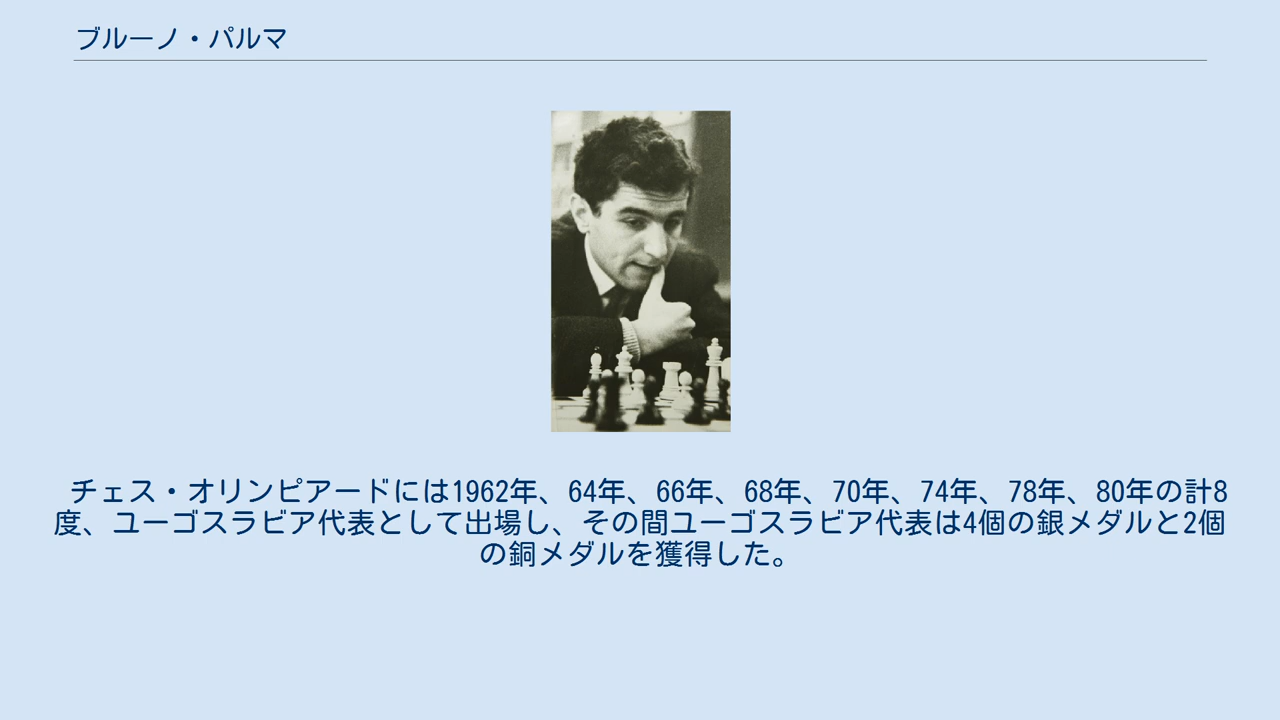 ブルーノ・パルマ
チェス・オリンピアードには1962年、64年、66年、68年、70年、74年、78年、80年の計8
度、ユーゴスラビア代表として出場し、その間ユーゴスラビア代表は4個の銀メダルと2個
の銅メダルを獲得した。